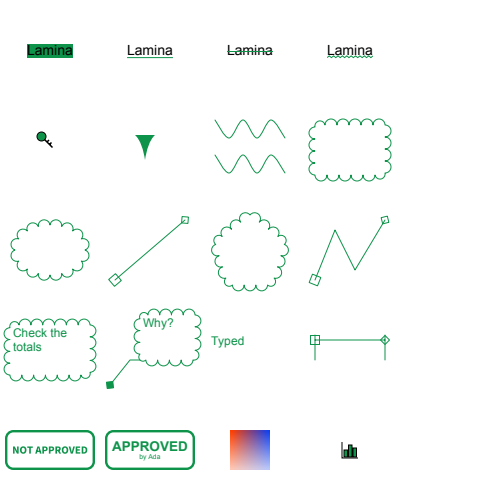 Lamina
Lamina
Lamina
Lamina
Check the
totals
Why?
Typed
NOT APPROVED
APPROVED
by Ada